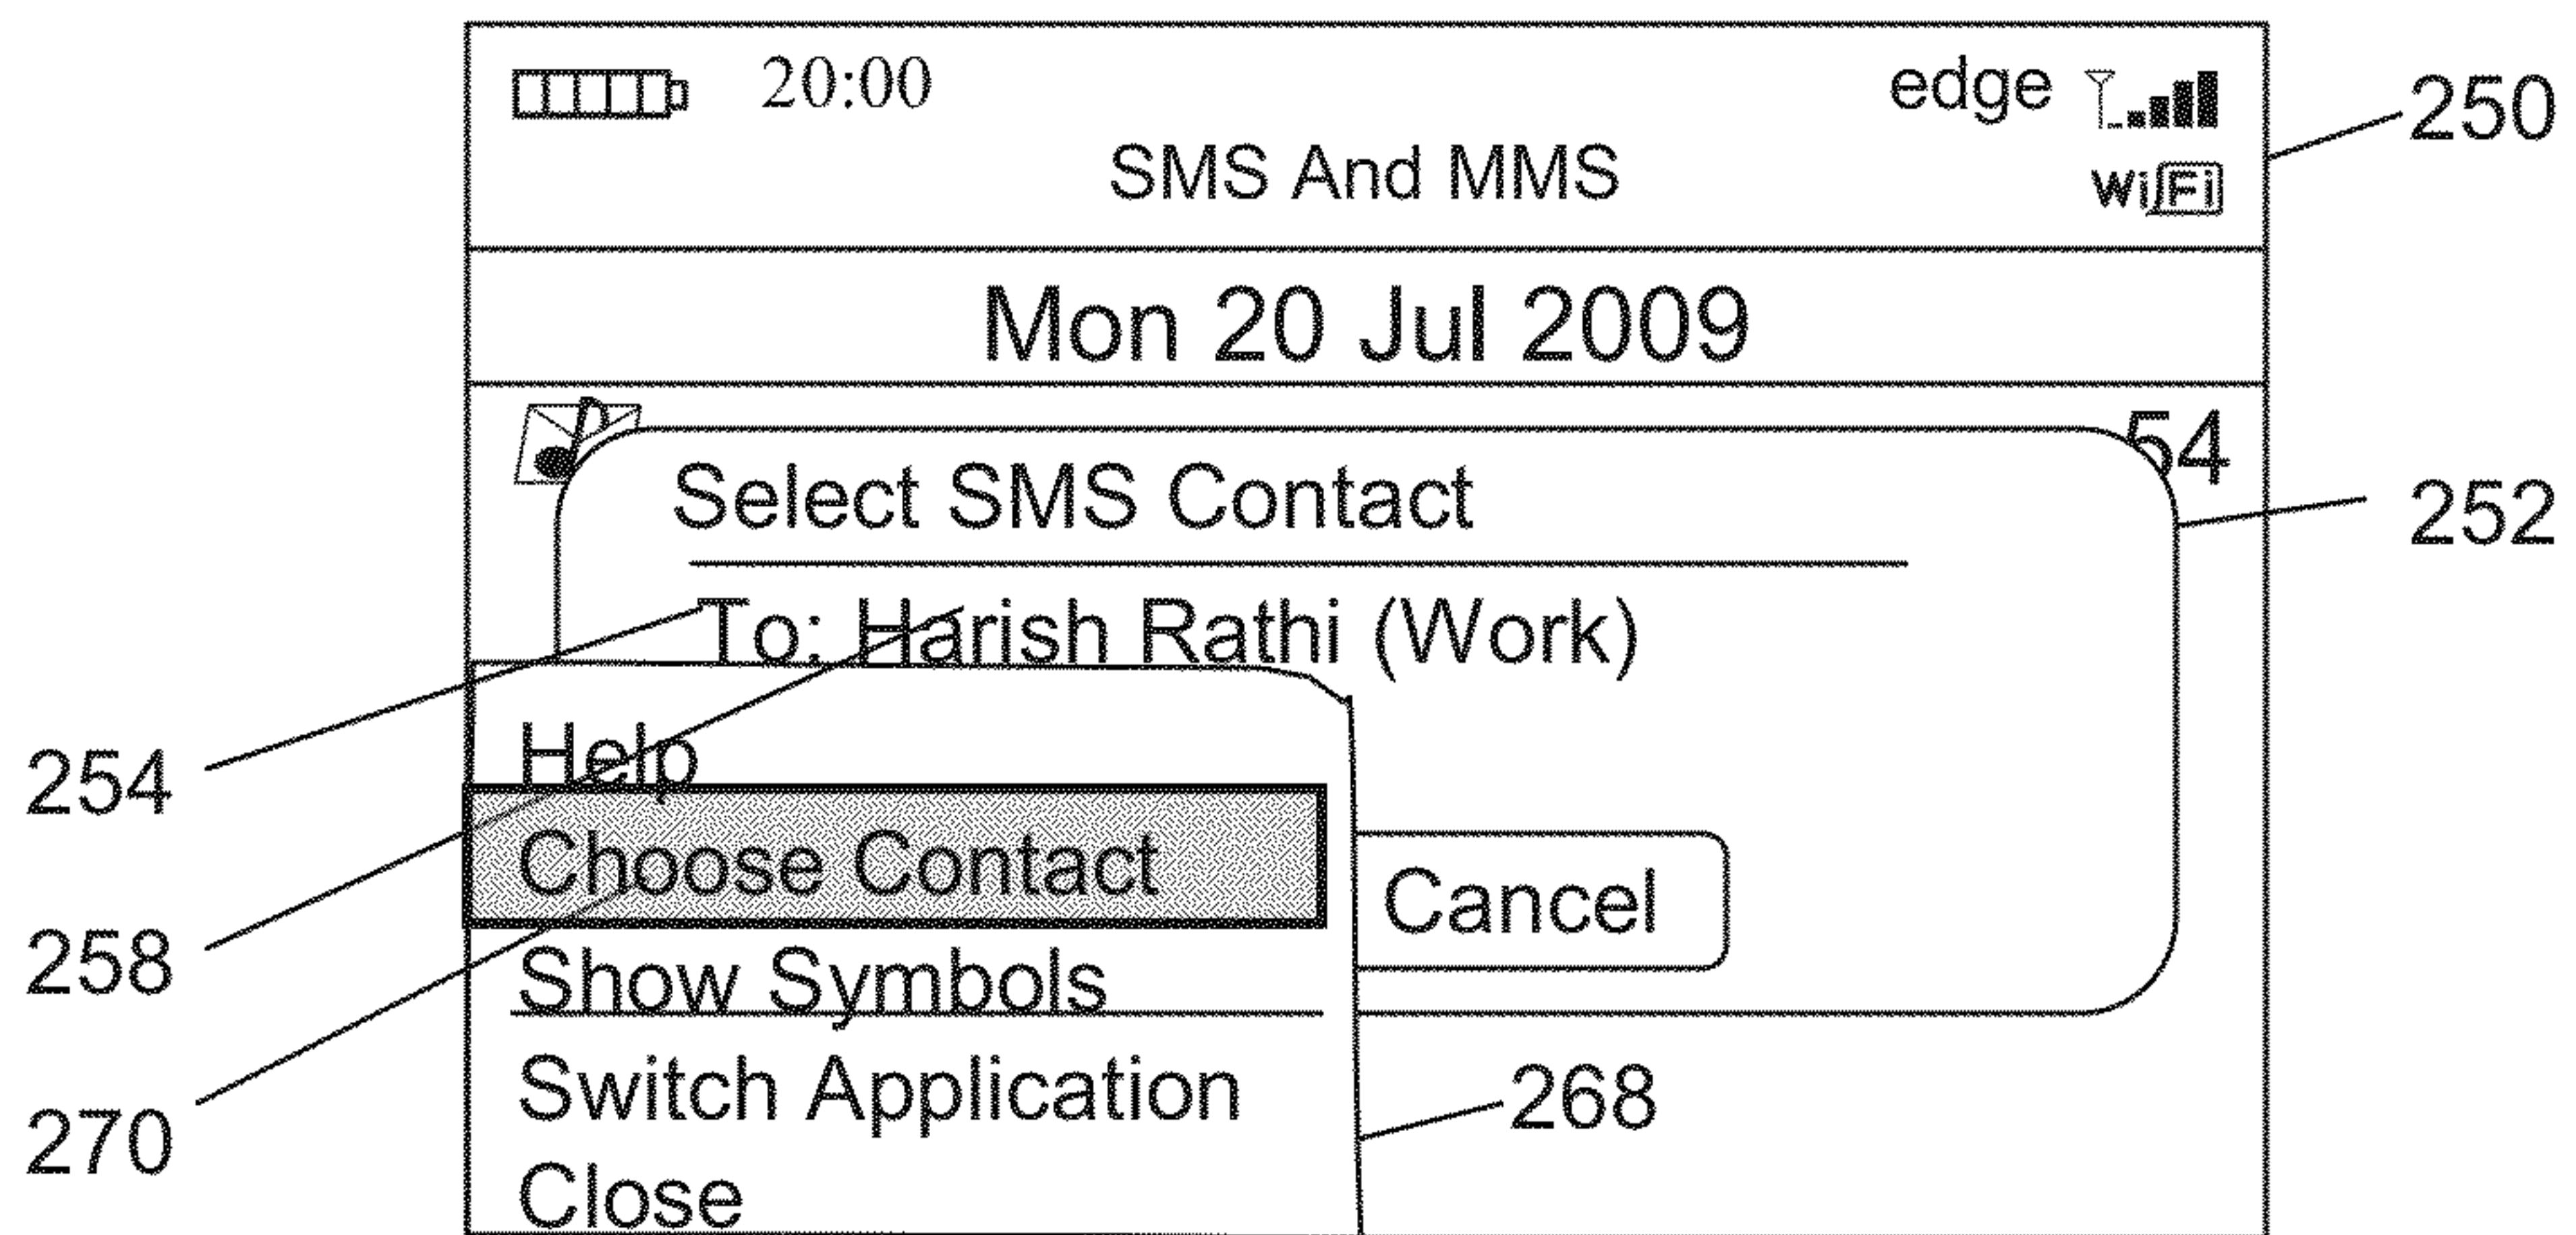 20:00 edge
SMS And MMS WiFi
250
Mon 20 Jul 2009
54
Select SMS Contact
252
To: Harish Rathi (Work)
Help
254
Choose Contact
Cancel
258
Show Symbols
Switch Application
268
270
Close